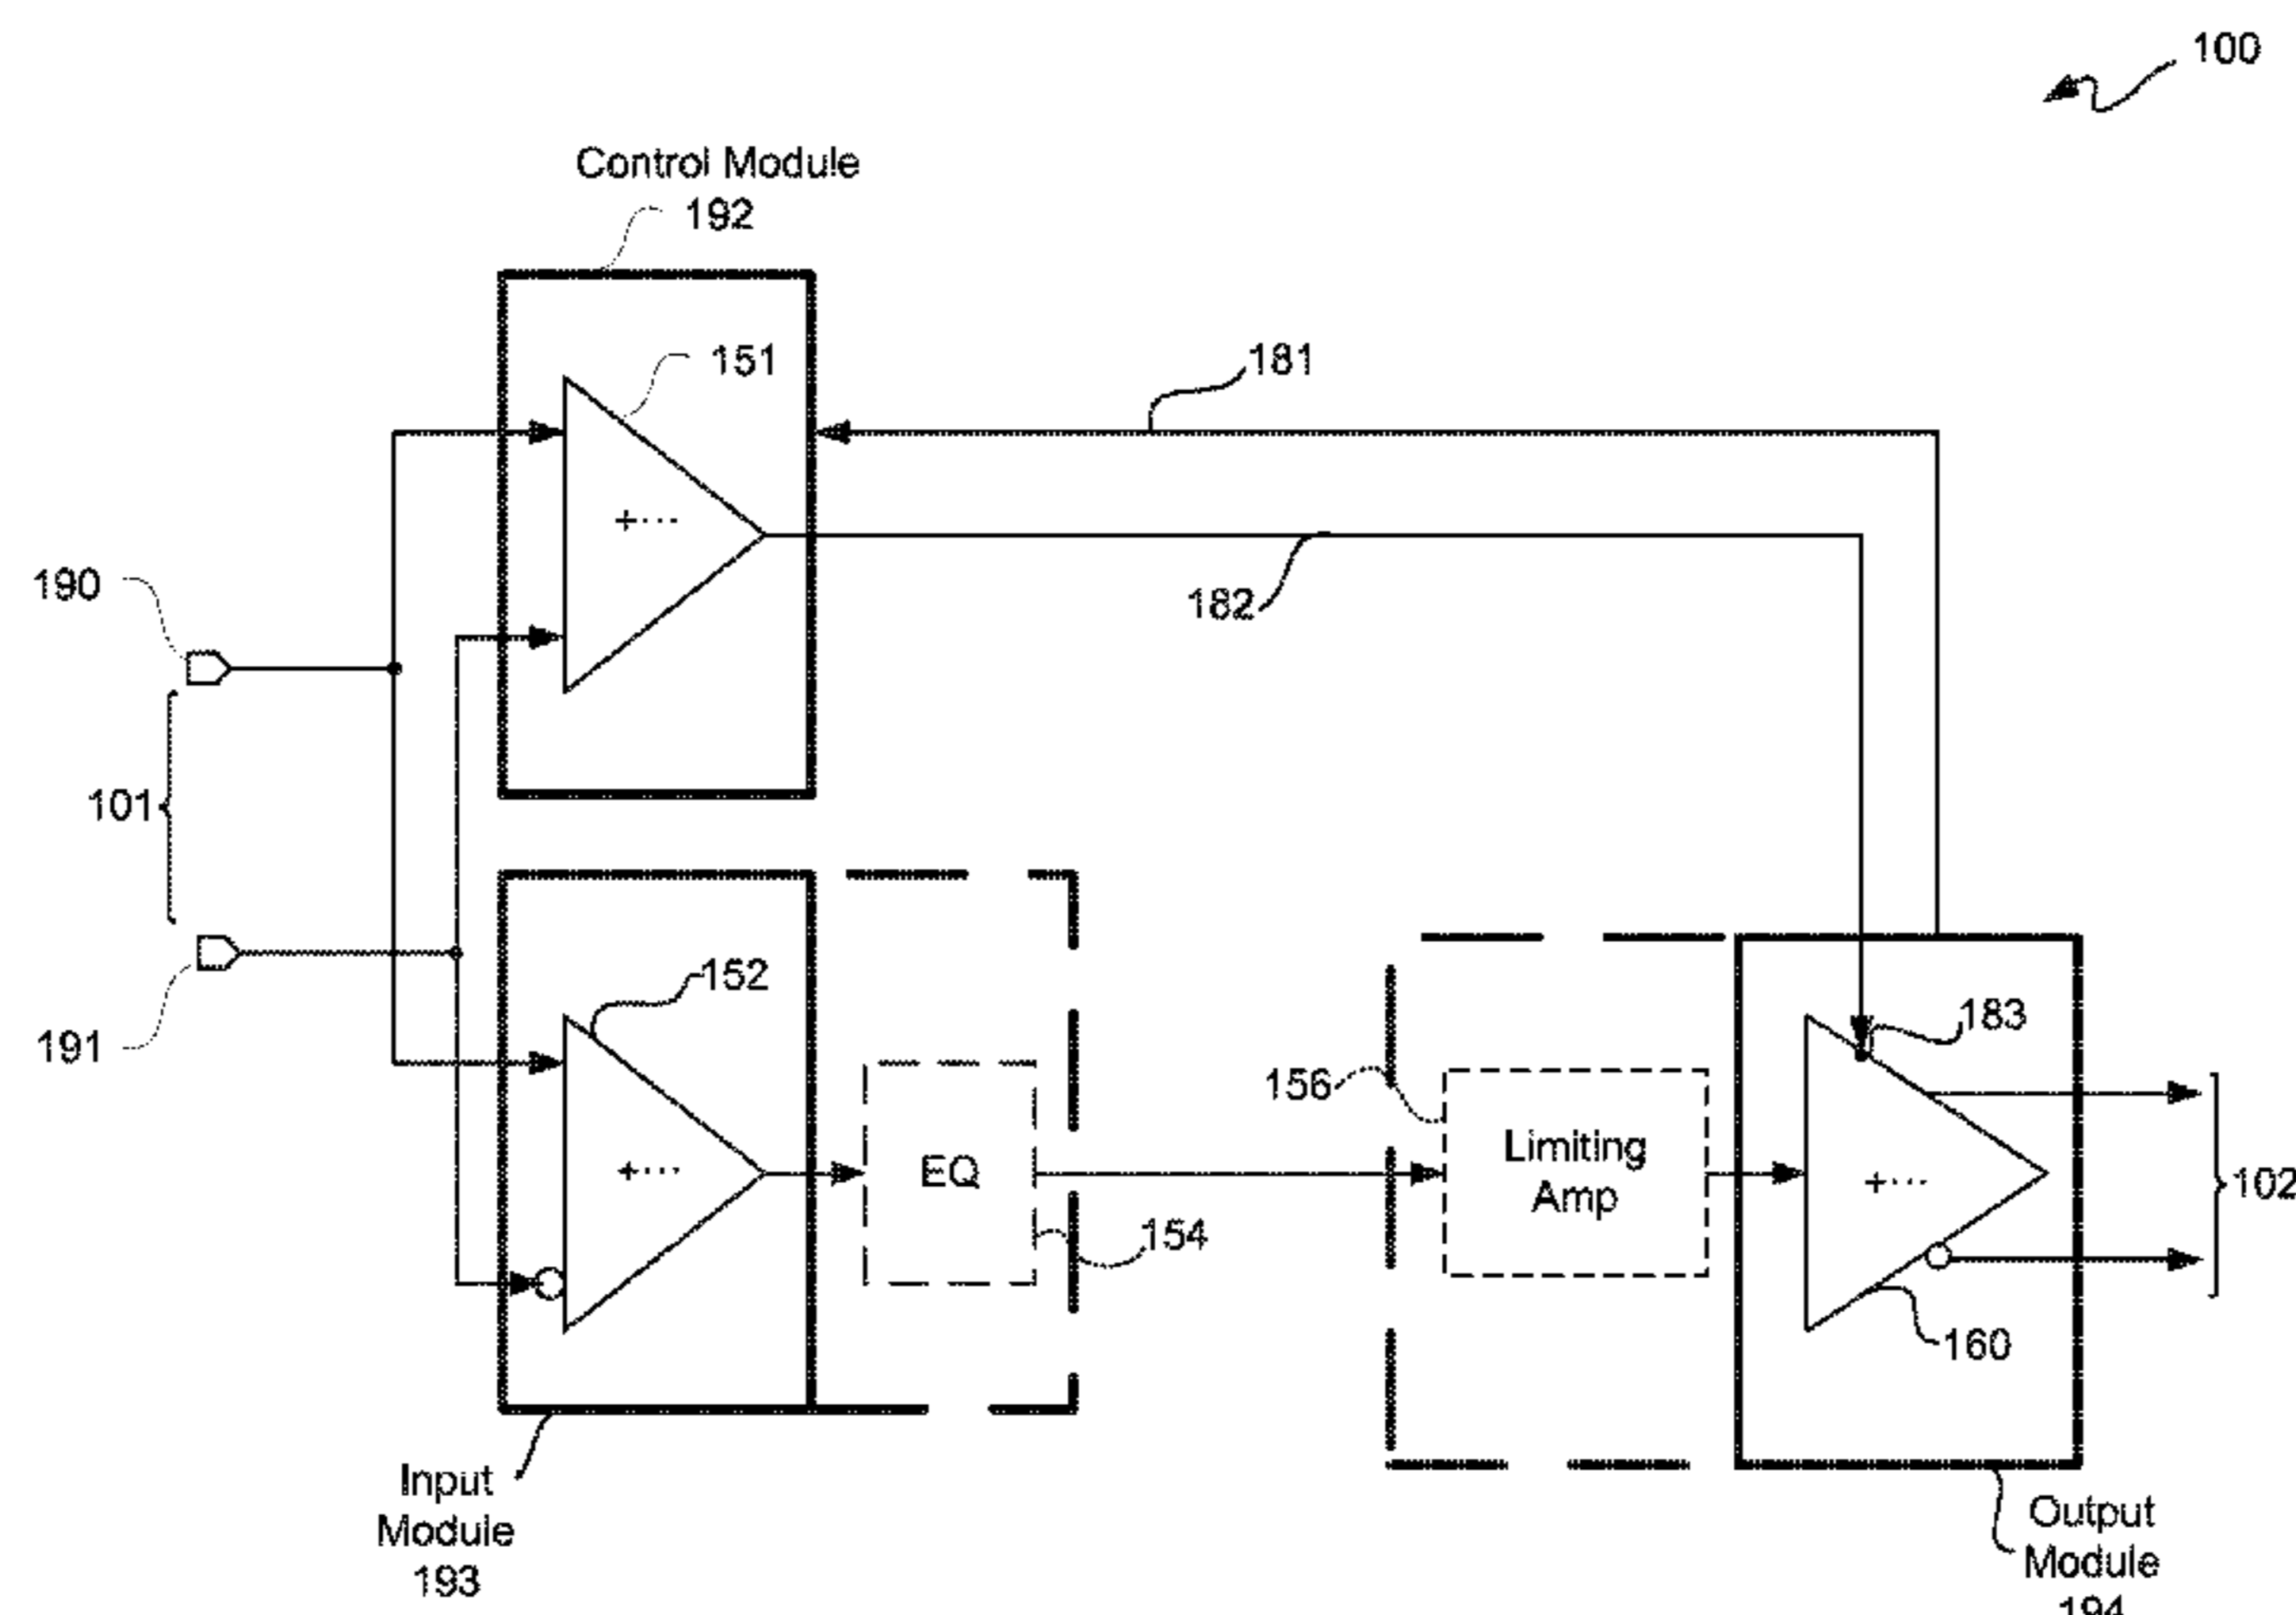 100
Control Module
192
151
181
+...
190
182
101
152
183
191
156
EQ
Limiting
Amp
+...
+...
102
154
160
Input
Module
193
Output
Module
194